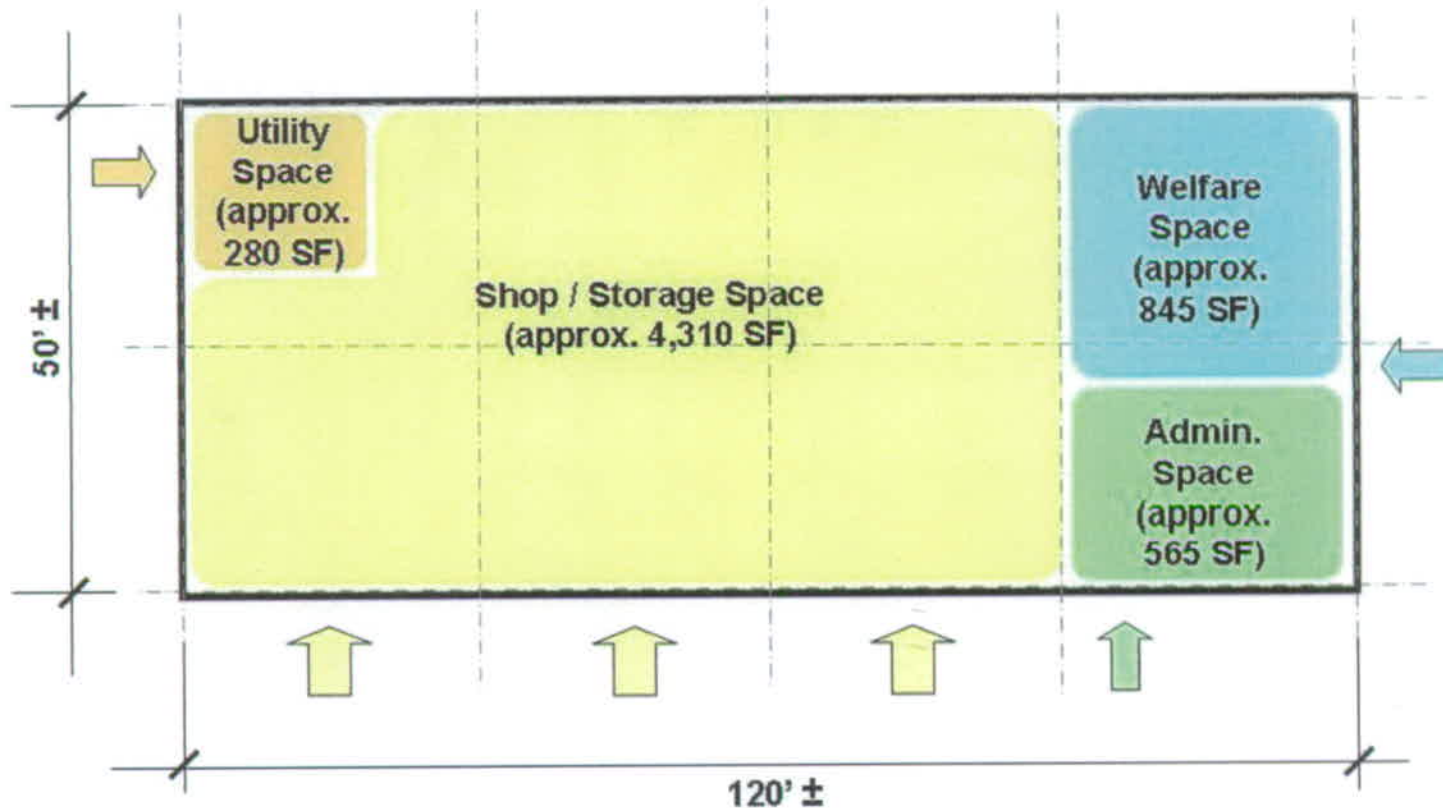 Utility
Space
(approx.
280 SF)
Shop / Storage Space
(approx. 4,310 SF)
Welfare
Space
(approx.
845 SF)
Admin.
Space
(approx.
565 SF)
50' ±
120' ±